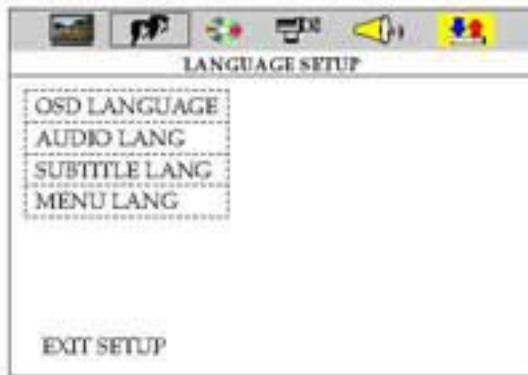 LANGUAGE SETUP
OSD LANGUAGE
AUDIO LANG
SUBTITLE LANG
MENU LANG
EXIT SETUP